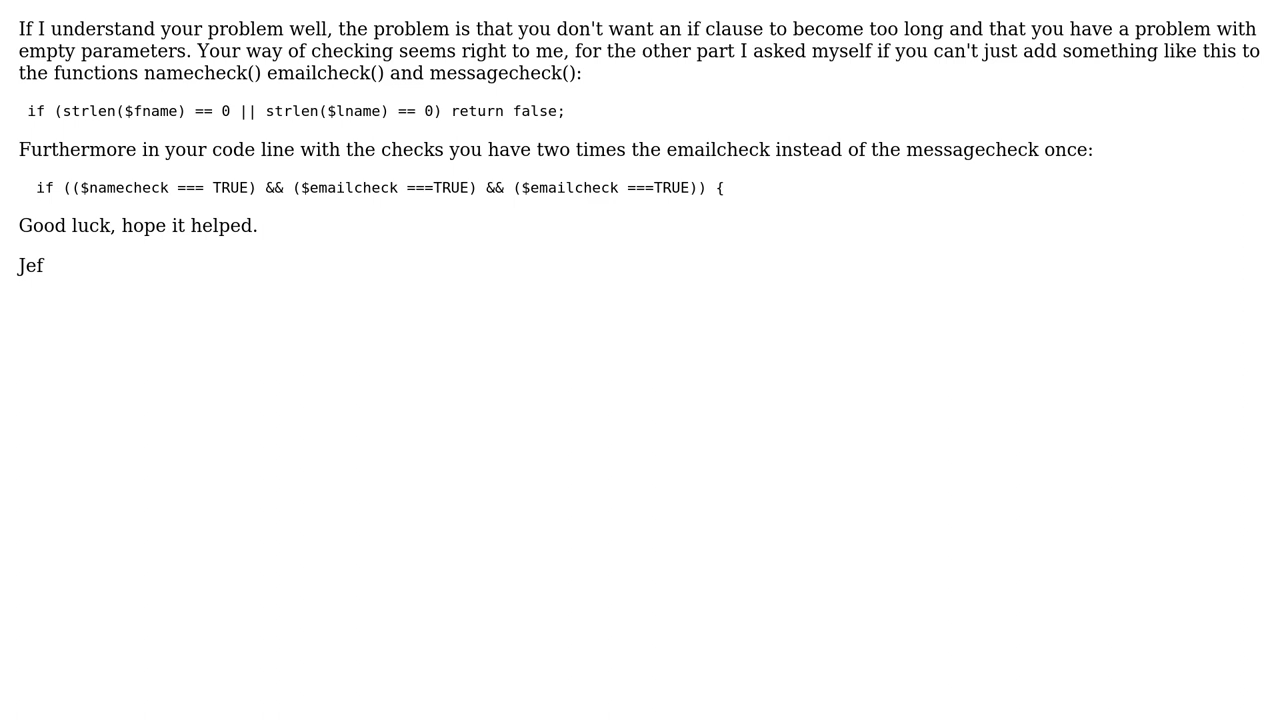 If I understand your problem well, the problem is that you don't want an if clause to become too long and that you have a problem with
empty parameters. Your way of checking seems right to me, for the other part I asked myself if you can't just add something like this to
the functions namecheck() emailcheck() and messagecheck():
if (strlen($fname) == 0 || strlen($lname) == 0) return false;
Furthermore in your code line with the checks you have two times the emailcheck instead of the messagecheck once:
if (($namecheck === TRUE) && ($emailcheck ===TRUE) && ($emailcheck ===TRUE)) {
Good luck, hope it helped.
Jef